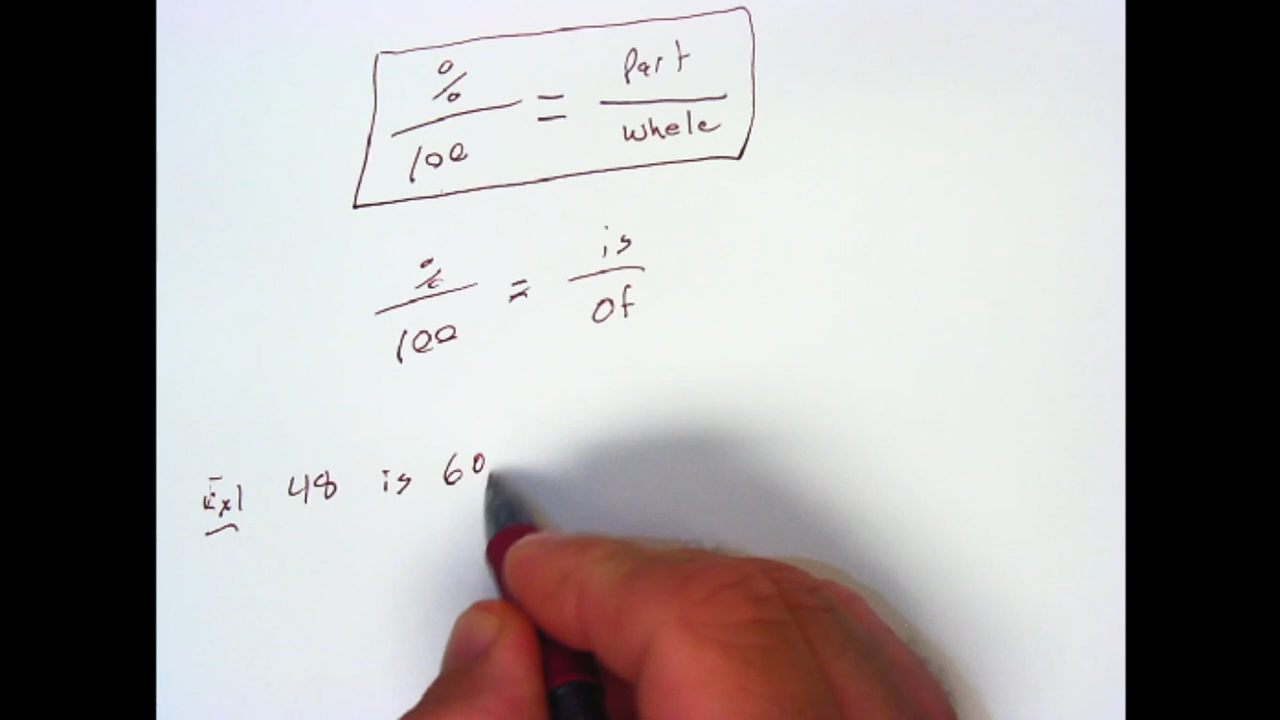 % / 100 = Part / whole
% / 100 = is / of
Ex1 48 is 60